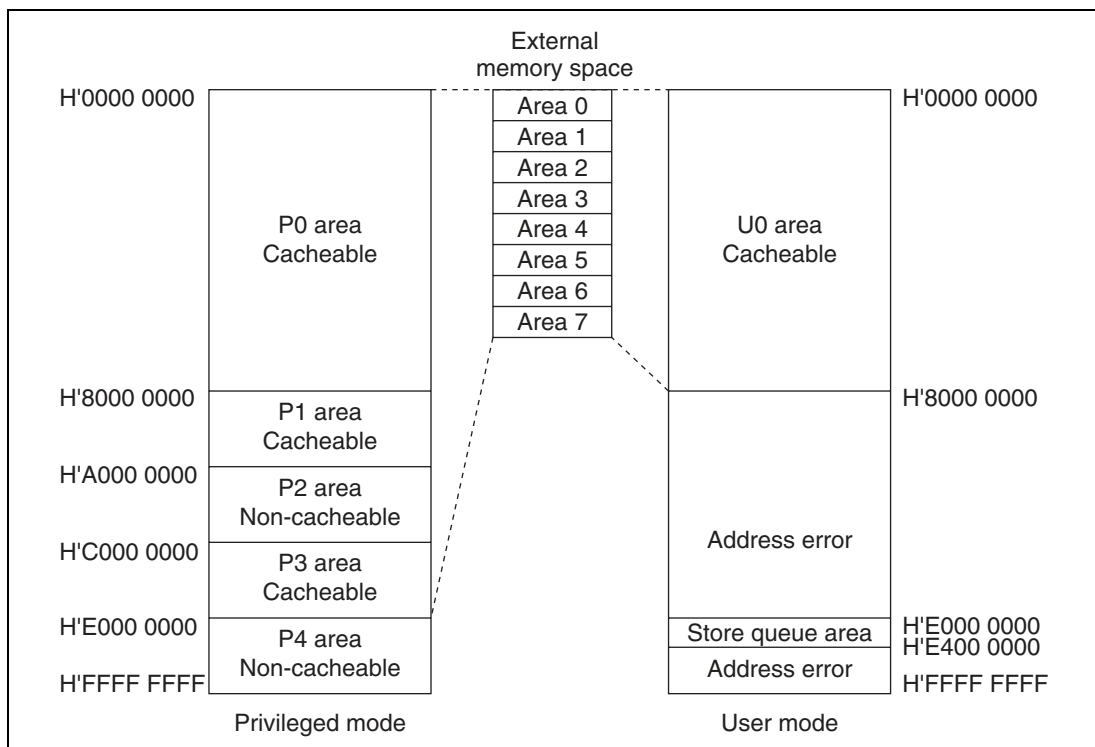 External
memory space
H'0000 0000
H'0000 0000
Area 0
Area 1
Area 2
Area 3
Area 4
Area 5
Area 6
Area 7
P0 area
Cacheable
U0 area
Cacheable
H'8000 0000
H'8000 0000
P1 area
Cacheable
H'A000 0000
P2 area
Non-cacheable
H'C000 0000
P3 area
Cacheable
Address error
H'E000 0000
P4 area
Non-cacheable
Store queue area
H'E000 0000
H'E400 0000
Address error
H'FFFF FFFF
H'FFFF FFFF
Privileged mode
User mode